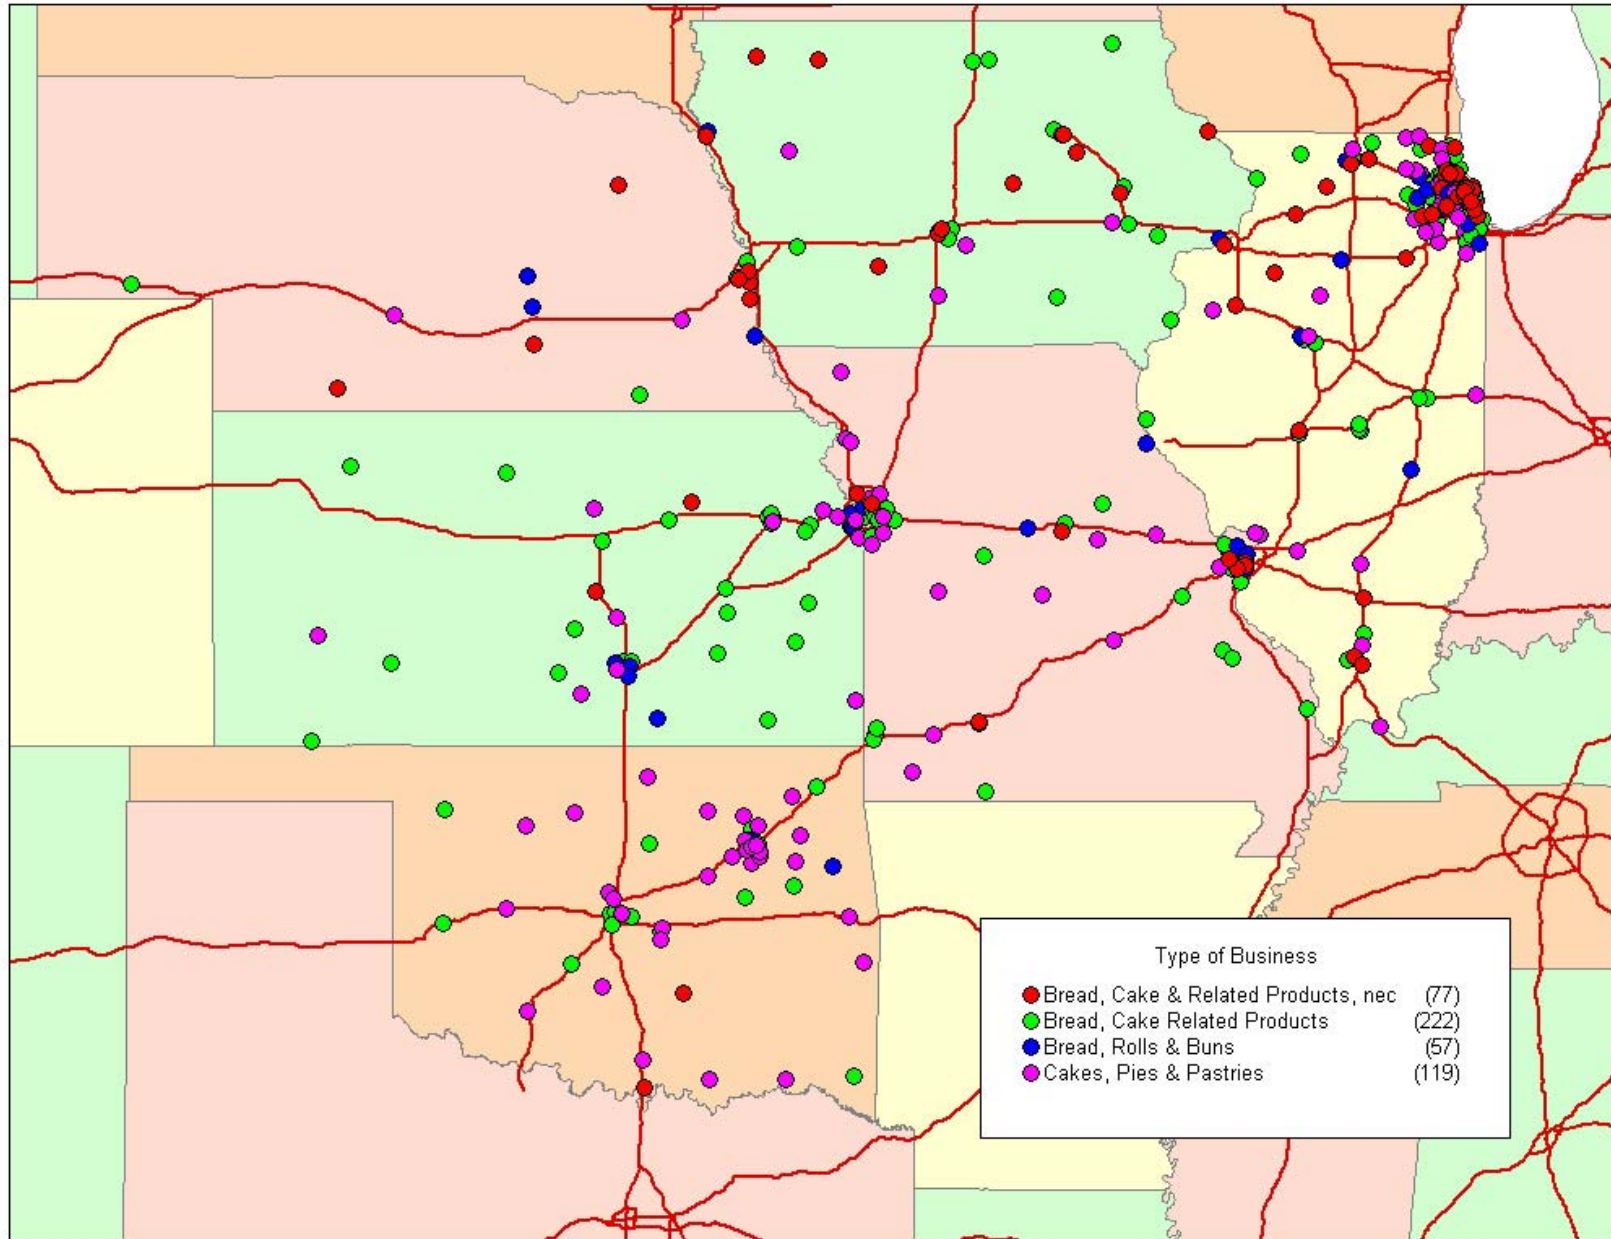 Type of Business
Bread, Cake & Related Products, nec (77)
Bread, Cake Related Products (222)
Bread, Rolls & Buns (57)
Cakes, Pies & Pastries (119)